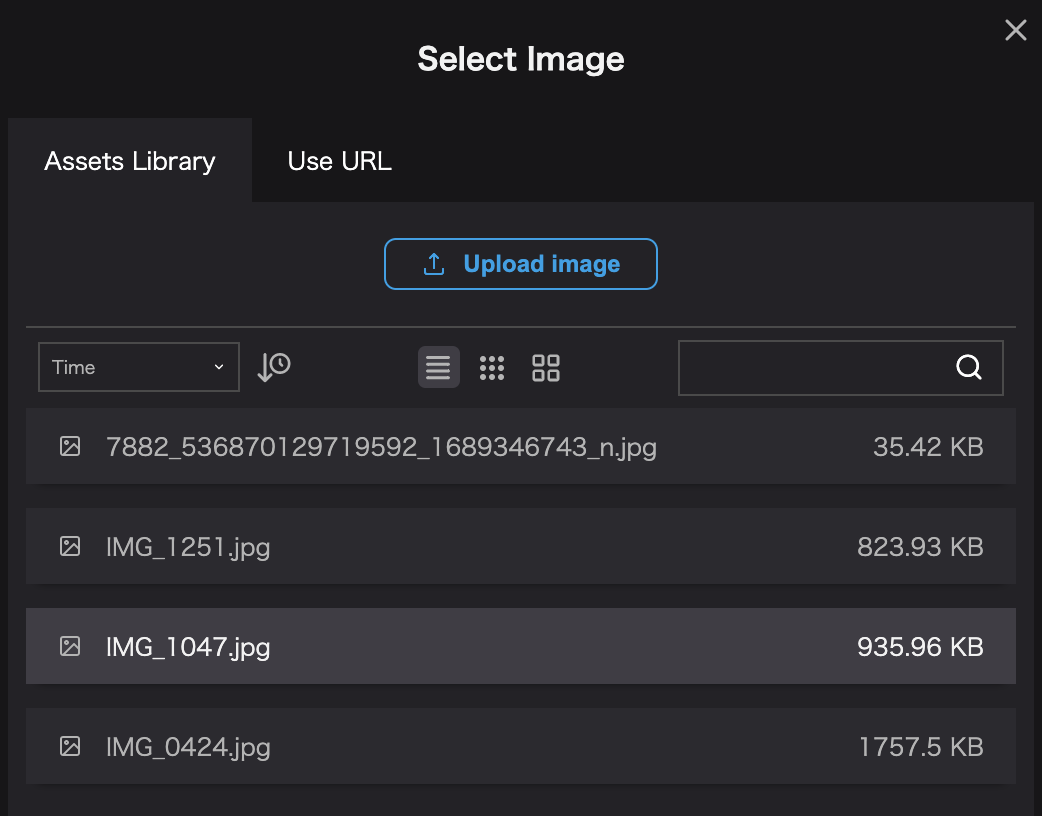 Select Image
Assets Library
Use URL
Upload image
Time
7882_536870129719592_1689346743_n.jpg 35.42 KB
IMG_1251.jpg 823.93 KB
IMG_1047.jpg 935.96 KB
IMG_0424.jpg 1757.5 KB